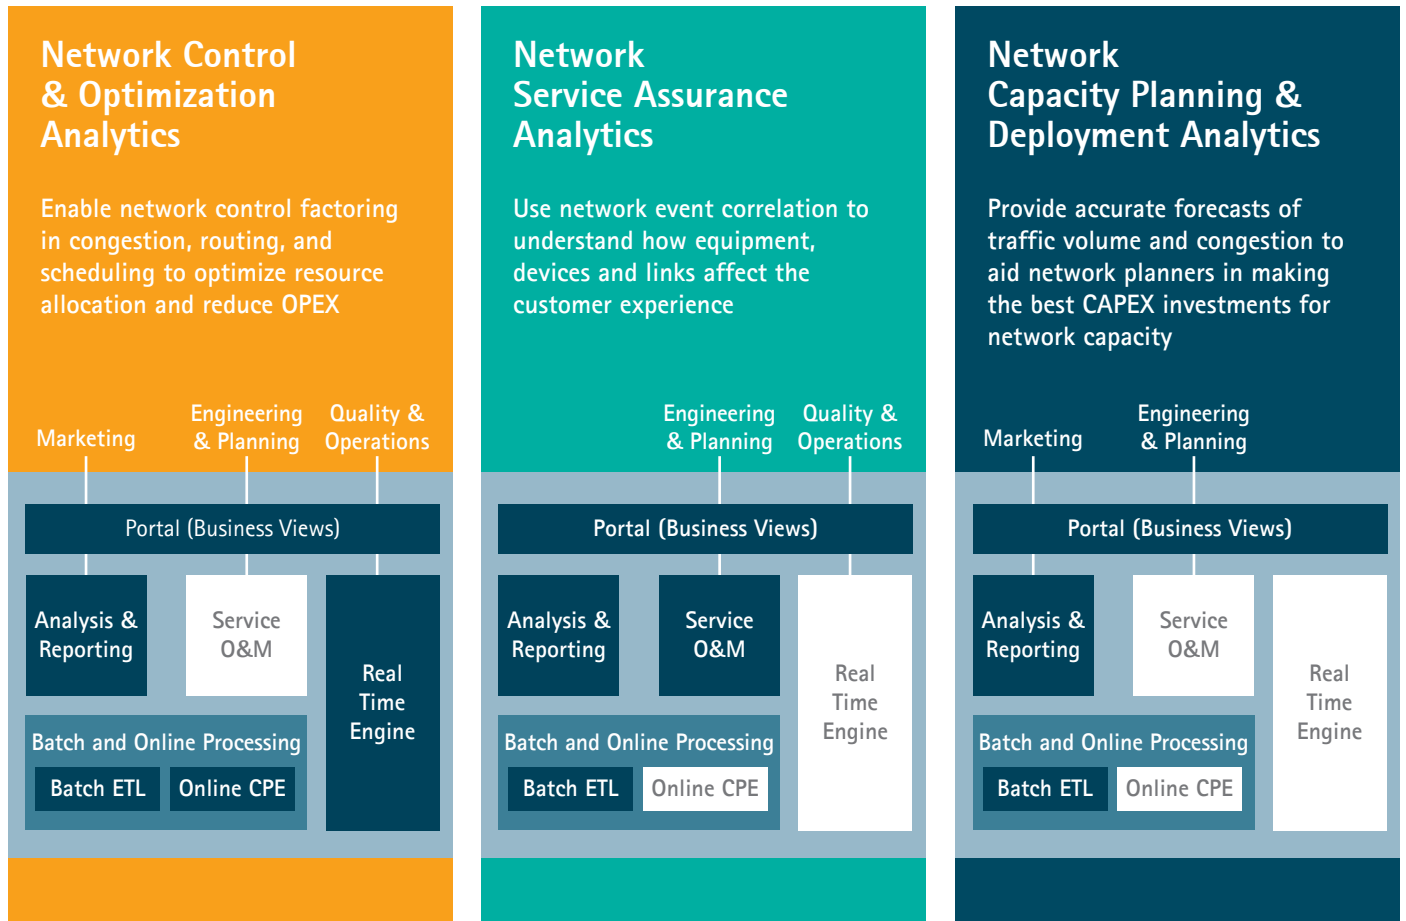 Network Control
& Optimization
Analytics
Enable network control factoring
in congestion, routing, and
scheduling to optimize resource
allocation and reduce OPEX
Marketing
Engineering
& Planning
Quality &
Operations
Portal (Business Views)
Analysis &
Reporting
Service
O&M
Real
Time
Engine
Batch and Online Processing
Batch ETL
Online CPE
Network
Service Assurance
Analytics
Use network event correlation to
understand how equipment,
devices and links affect the
customer experience
Engineering
& Planning
Quality &
Operations
Portal (Business Views)
Analysis &
Reporting
Service
O&M
Real
Time
Engine
Batch and Online Processing
Batch ETL
Online CPE
Network
Capacity Planning &
Deployment Analytics
Provide accurate forecasts of
traffic volume and congestion to
aid network planners in making
the best CAPEX investments for
network capacity
Marketing
Engineering
& Planning
Portal (Business Views)
Analysis &
Reporting
Service
O&M
Real
Time
Engine
Batch and Online Processing
Batch ETL
Online CPE